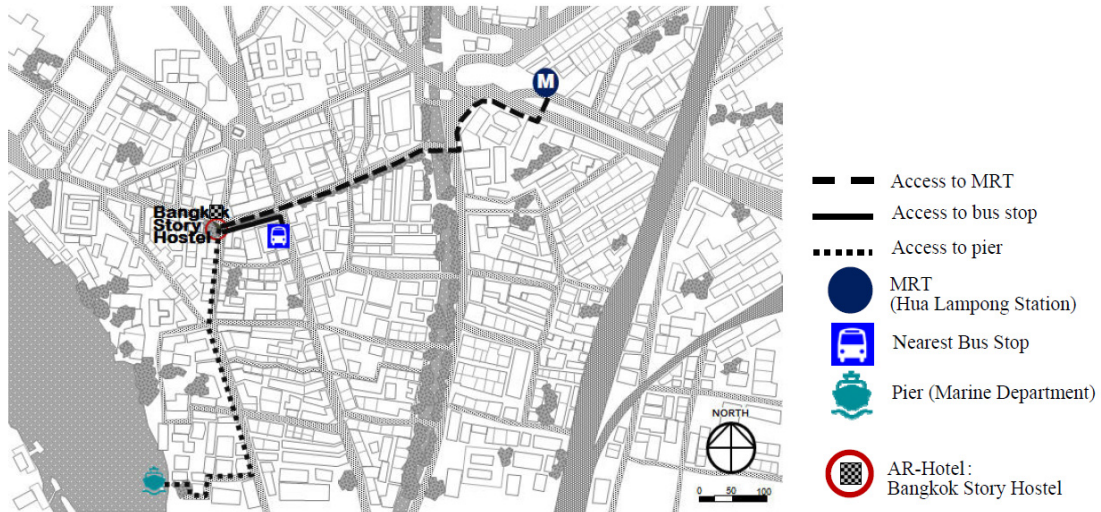 M
Bangkok
Story
Hostel
NORTH
0 50 100
Access to MRT
Access to bus stop
Access to pier
MRT
(Hua Lampong Station)
Nearest Bus Stop
Pier (Marine Department)
AR-Hotel :
Bangkok Story Hostel